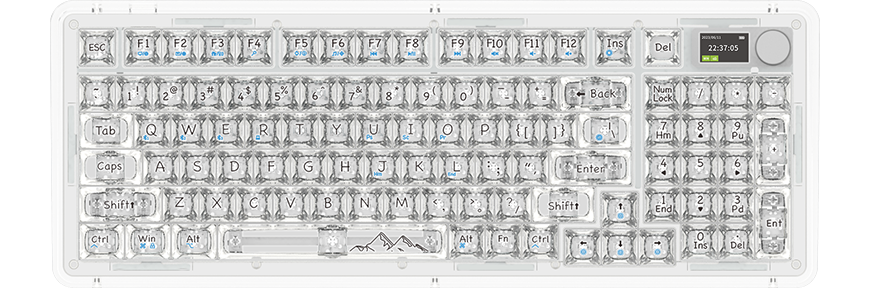 ESC F1 F2 F3 F4 F5 F6 F7 F8 F9 F10 F11 F12 Ins Del 22:37:05
~ 1! 2@ 3# 4$ 5% 6^ 7& 8* 9( 0) - = Back Num Lock / * -
Tab Q W E R T Y U I O P {[ ]} 7 Hm 8 9 Pu
Caps A S D F G H J K L ;: ," Enter 4 5 6 +
Shift Z X C V B N M < > ? Shift 1 End 2 3 Pd
Ctrl Win Alt Alt Fn Ctrl 0 Ins . Del Ent